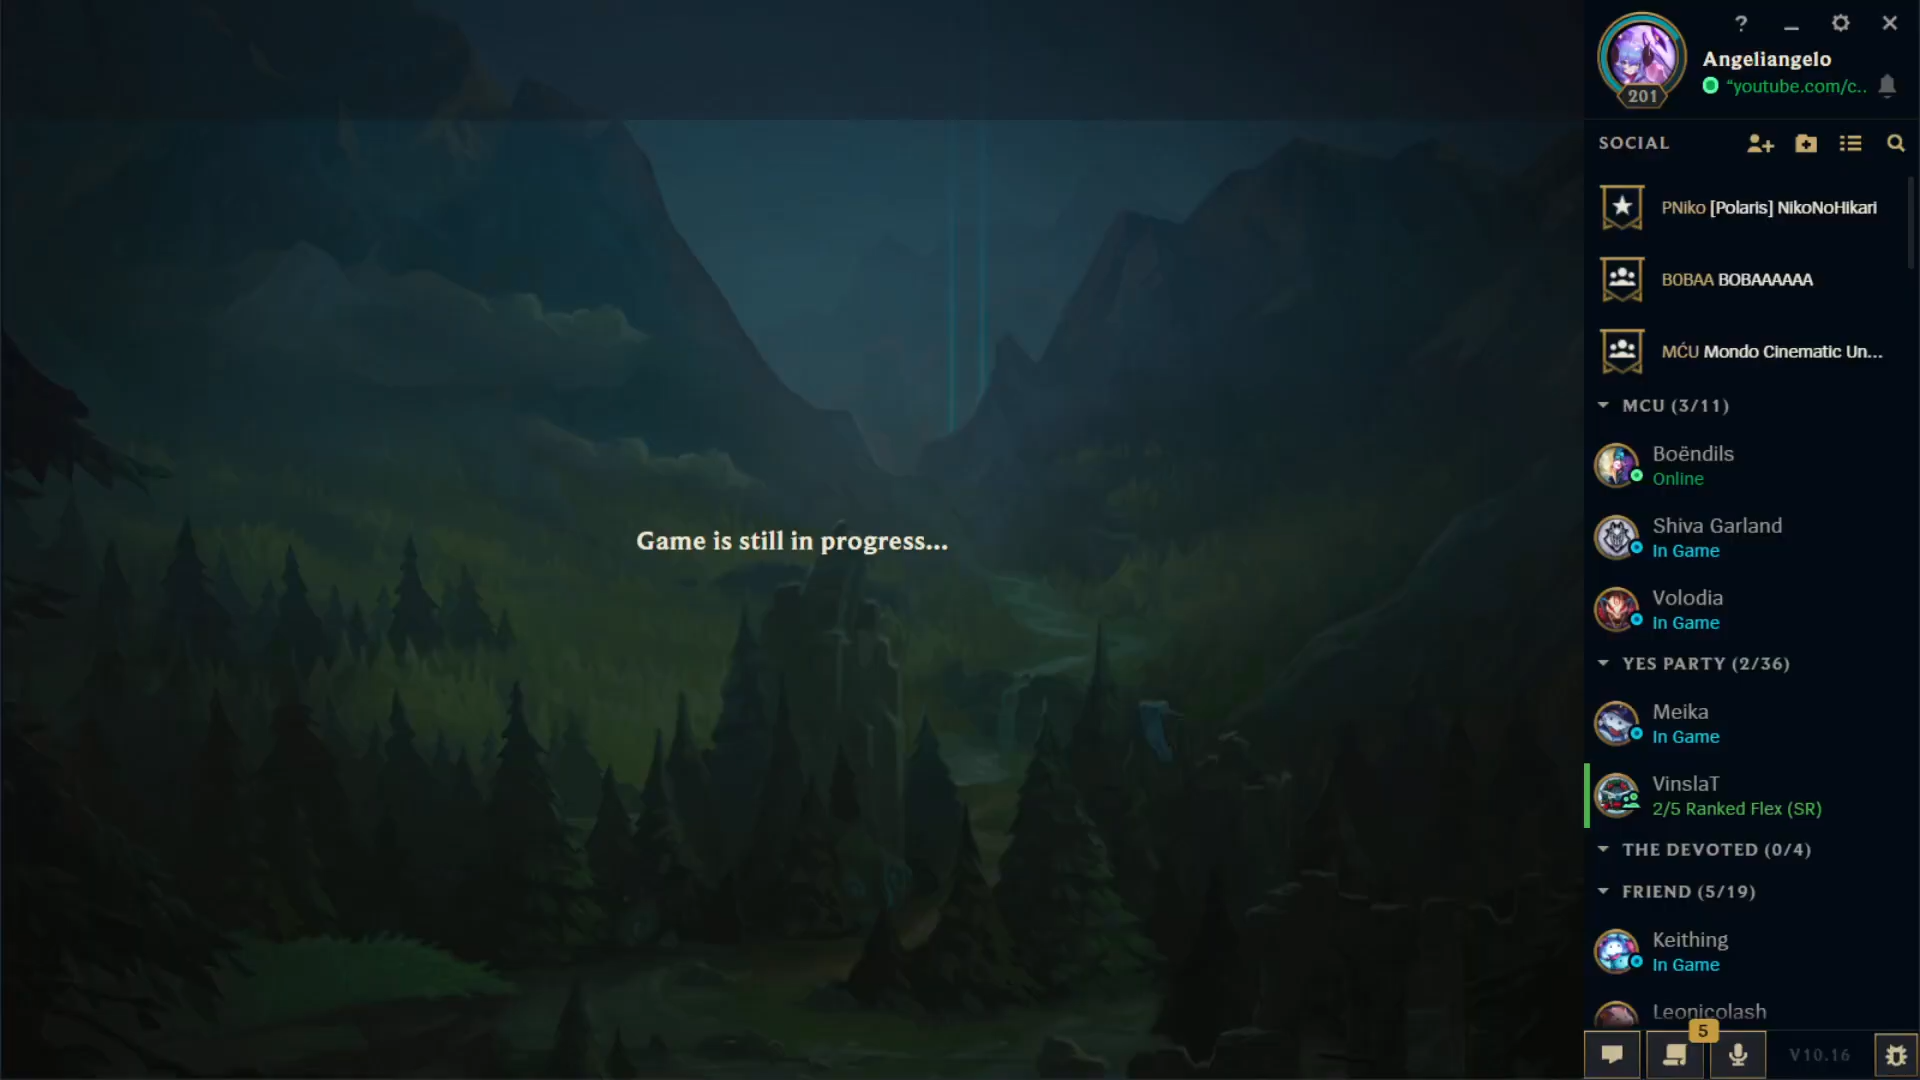 ?
Angeliangelo
"youtube.com/c..
201
SOCIAL
PNiko [Polaris] NikoNoHikari
B0BAA BOBAAAAAA
MĆU Mondo Cinematic Un...
MCU (3/11)
Boëndils
Online
Shiva Garland
In Game
Volodia
In Game
YES PARTY (2/36)
Meika
In Game
VinslaT
2/5 Ranked Flex (SR)
THE DEVOTED (0/4)
FRIEND (5/19)
Keithing
In Game
Leonicolash
5
V10.16
Game is still in progress...